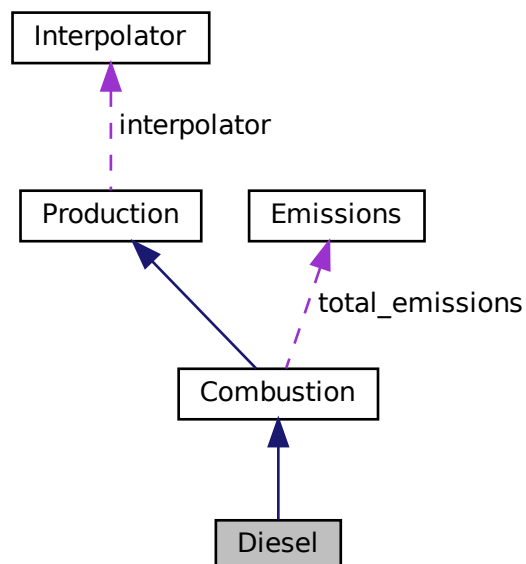 Interpolator
interpolator
Production
Emissions
total_emissions
Combustion
Diesel